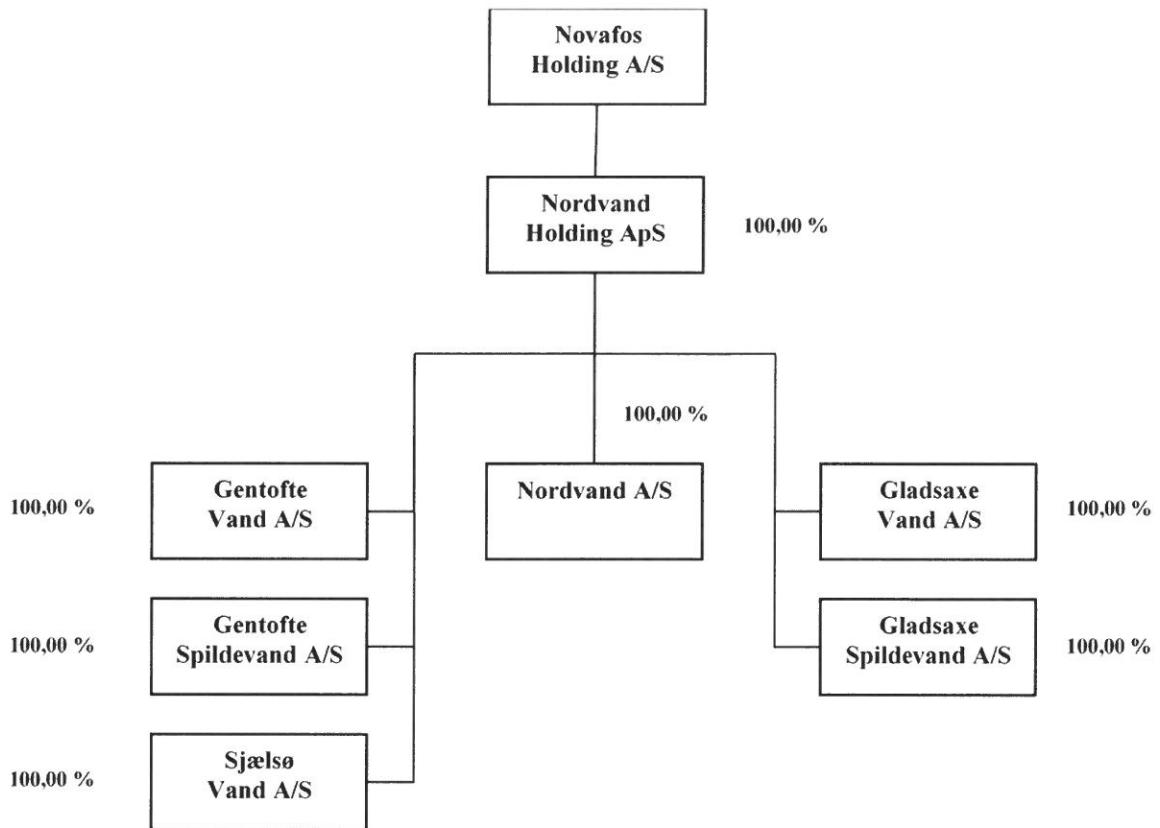 Novafos
Holding A/S
Nordvand
Holding ApS
100,00 %
100,00 %
100,00 %
Gentofte
Vand A/S
Nordvand A/S
Gladsaxe
Vand A/S
100,00 %
100,00 %
Gentofte
Spildevand A/S
Gladsaxe
Spildevand A/S
100,00 %
100,00 %
Sjælsø
Vand A/S